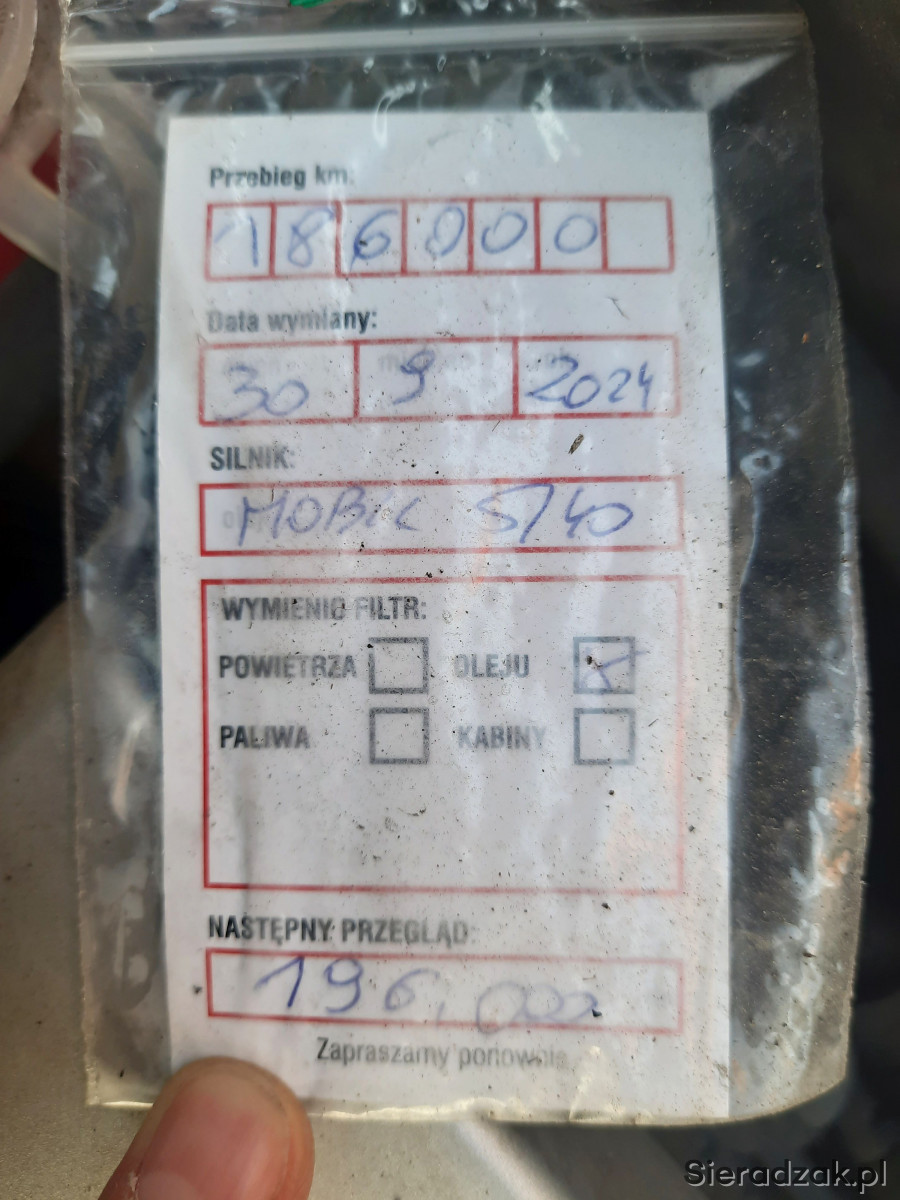 Przebieg km:
186000
Data wymiany:
30 9 2024
SILNIK:
MOBIL 5/40
WYMIENIO FILTR:
POWIETRZA OLEJU X
PALIWA KABINY
NASTĘPNY PRZEGLĄD:
196,000
Zapraszamy ponownie
Sieradzak.pl